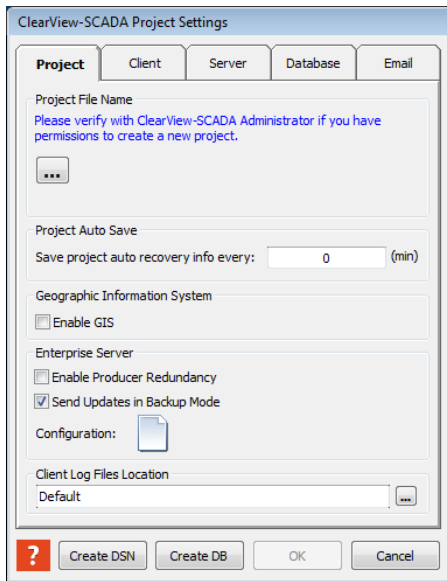 ClearView-SCADA Project Settings
Project Client Server Database Email
Project File Name
Please verify with ClearView-SCADA Administrator if you have
permissions to create a new project.
...
Project Auto Save
Save project auto recovery info every: 0 (min)
Geographic Information System
Enable GIS
Enterprise Server
Enable Producer Redundancy
Send Updates in Backup Mode
Configuration:
Client Log Files Location
Default ...
? Create DSN Create DB OK Cancel